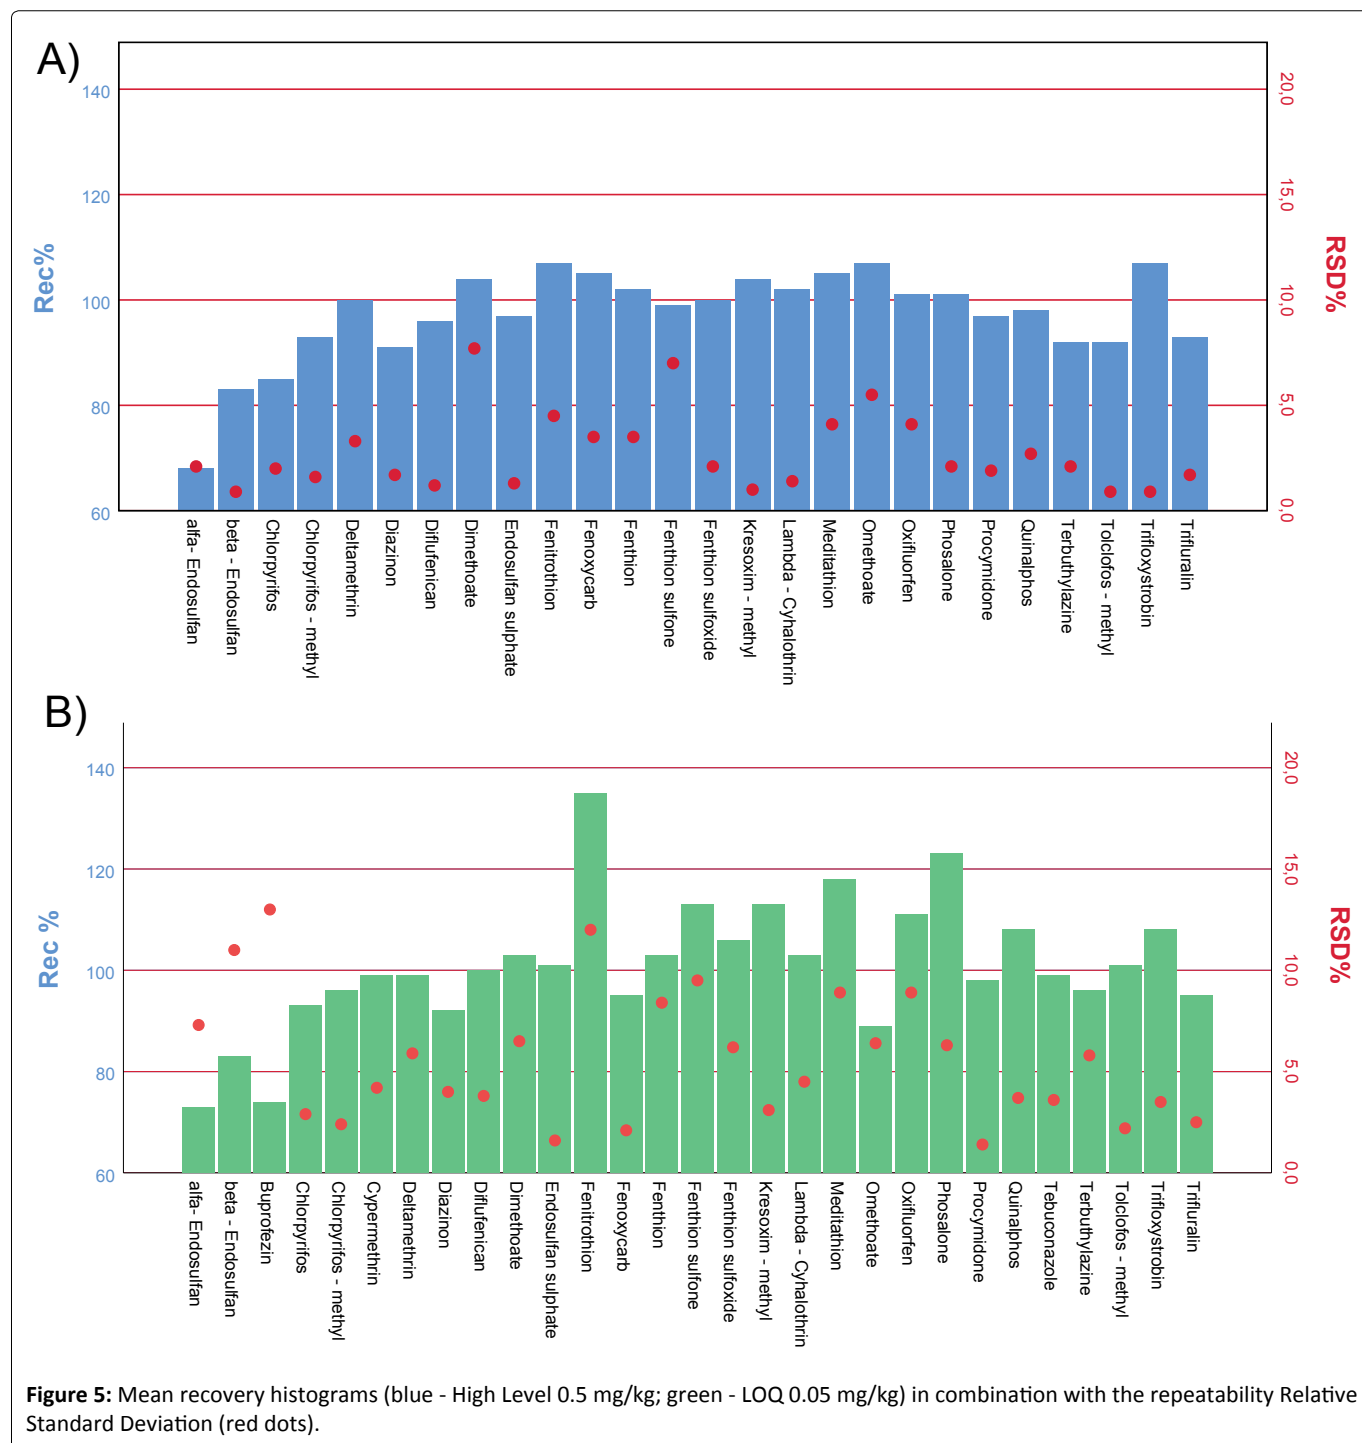 A)
140
120
100
80
60
Rec%
20,0
15,0
10,0
5,0
0,0
RSD%
alfa- Endosulfan
beta - Endosulfan
Chlorpyrifos
Chlorpyrifos - methyl
Deltamethrin
Diazinon
Diflufenican
Dimethoate
Endosulfan sulphate
Fenitrothion
Fenoxycarb
Fenthion
Fenthion sulfone
Fenthion sulfoxide
Kresoxim - methyl
Lambda - Cyhalothrin
Meditathion
Omethoate
Oxifluorfen
Phosalone
Procymidone
Quinalphos
Terbuthylazine
Tolclofos - methyl
Trifloxystrobin
Trifluralin
B)
140
120
100
80
60
Rec %
20,0
15,0
10,0
5,0
0,0
RSD%
alfa- Endosulfan
beta - Endosulfan
Buprofezin
Chlorpyrifos
Chlorpyrifos - methyl
Cypermethrin
Deltamethrin
Diazinon
Diflufenican
Dimethoate
Endosulfan sulphate
Fenitrothion
Fenoxycarb
Fenthion
Fenthion sulfone
Fenthion sulfoxide
Kresoxim - methyl
Lambda - Cyhalothrin
Meditathion
Omethoate
Oxifluorfen
Phosalone
Procymidone
Quinalphos
Tebuconazole
Terbuthylazine
Tolclofos - methyl
Trifloxystrobin
Trifluralin
Figure 5: Mean recovery histograms (blue - High Level 0.5 mg/kg; green - LOQ 0.05 mg/kg) in combination with the repeatability Relative
Standard Deviation (red dots).